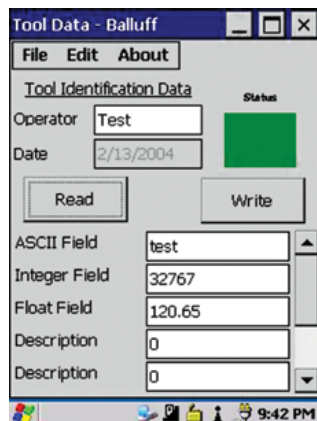 Tool Data - Balluff
File Edit About
Tool Identification Data
Status
Operator Test
Date 2/13/2004
Read Write
ASCII Field test
Integer Field 32767
Float Field 120.65
Description 0
Description 0
9:42 PM